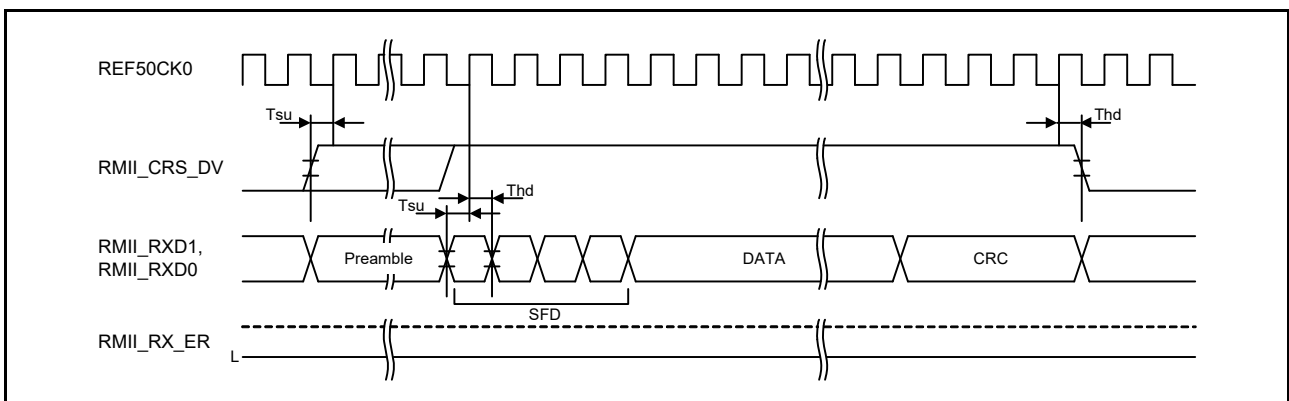 REF50CK0
Tsu
Thd
RMII_CRS_DV
Thd
Tsu
RMII_RXD1,
RMII_RXD0
Preamble
DATA
CRC
SFD
RMII_RX_ER
L